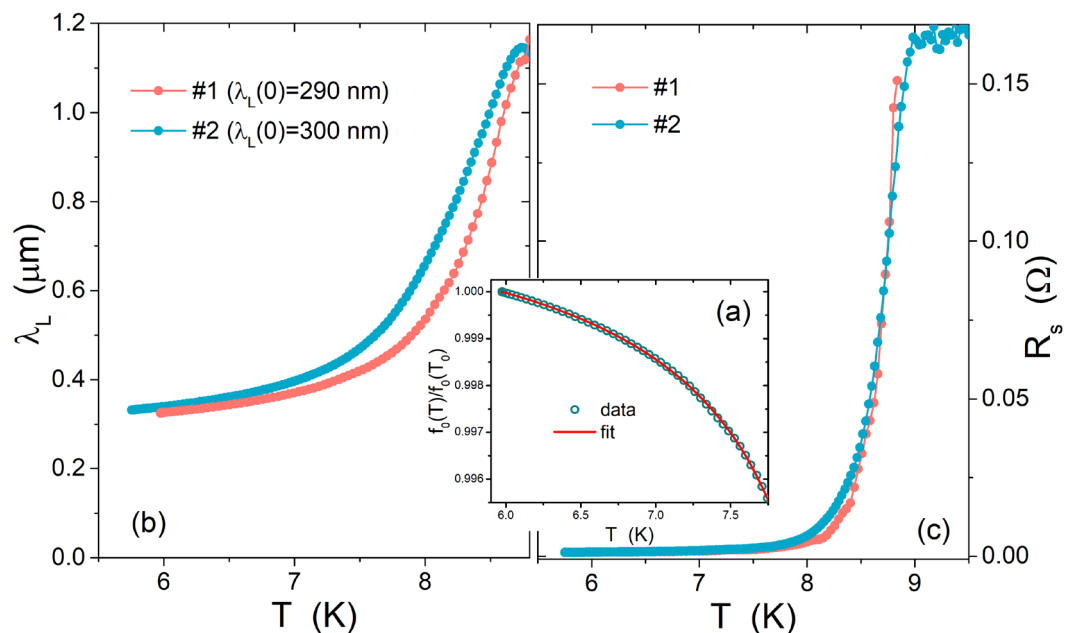 1.2
1.0
0.8
0.6
0.4
0.2
0.0
λL (μm)
#1 (λL(0)=290 nm)
#2 (λL(0)=300 nm)
(b)
6
7
8
T (K)
#1
#2
0.15
0.10
0.05
0.00
Rs (Ω)
(c)
6
7
8
9
T (K)
(a)
1.000
0.999
0.998
0.997
0.996
f0(T)/f0(T0)
data
fit
6.0
6.5
7.0
7.5
T (K)